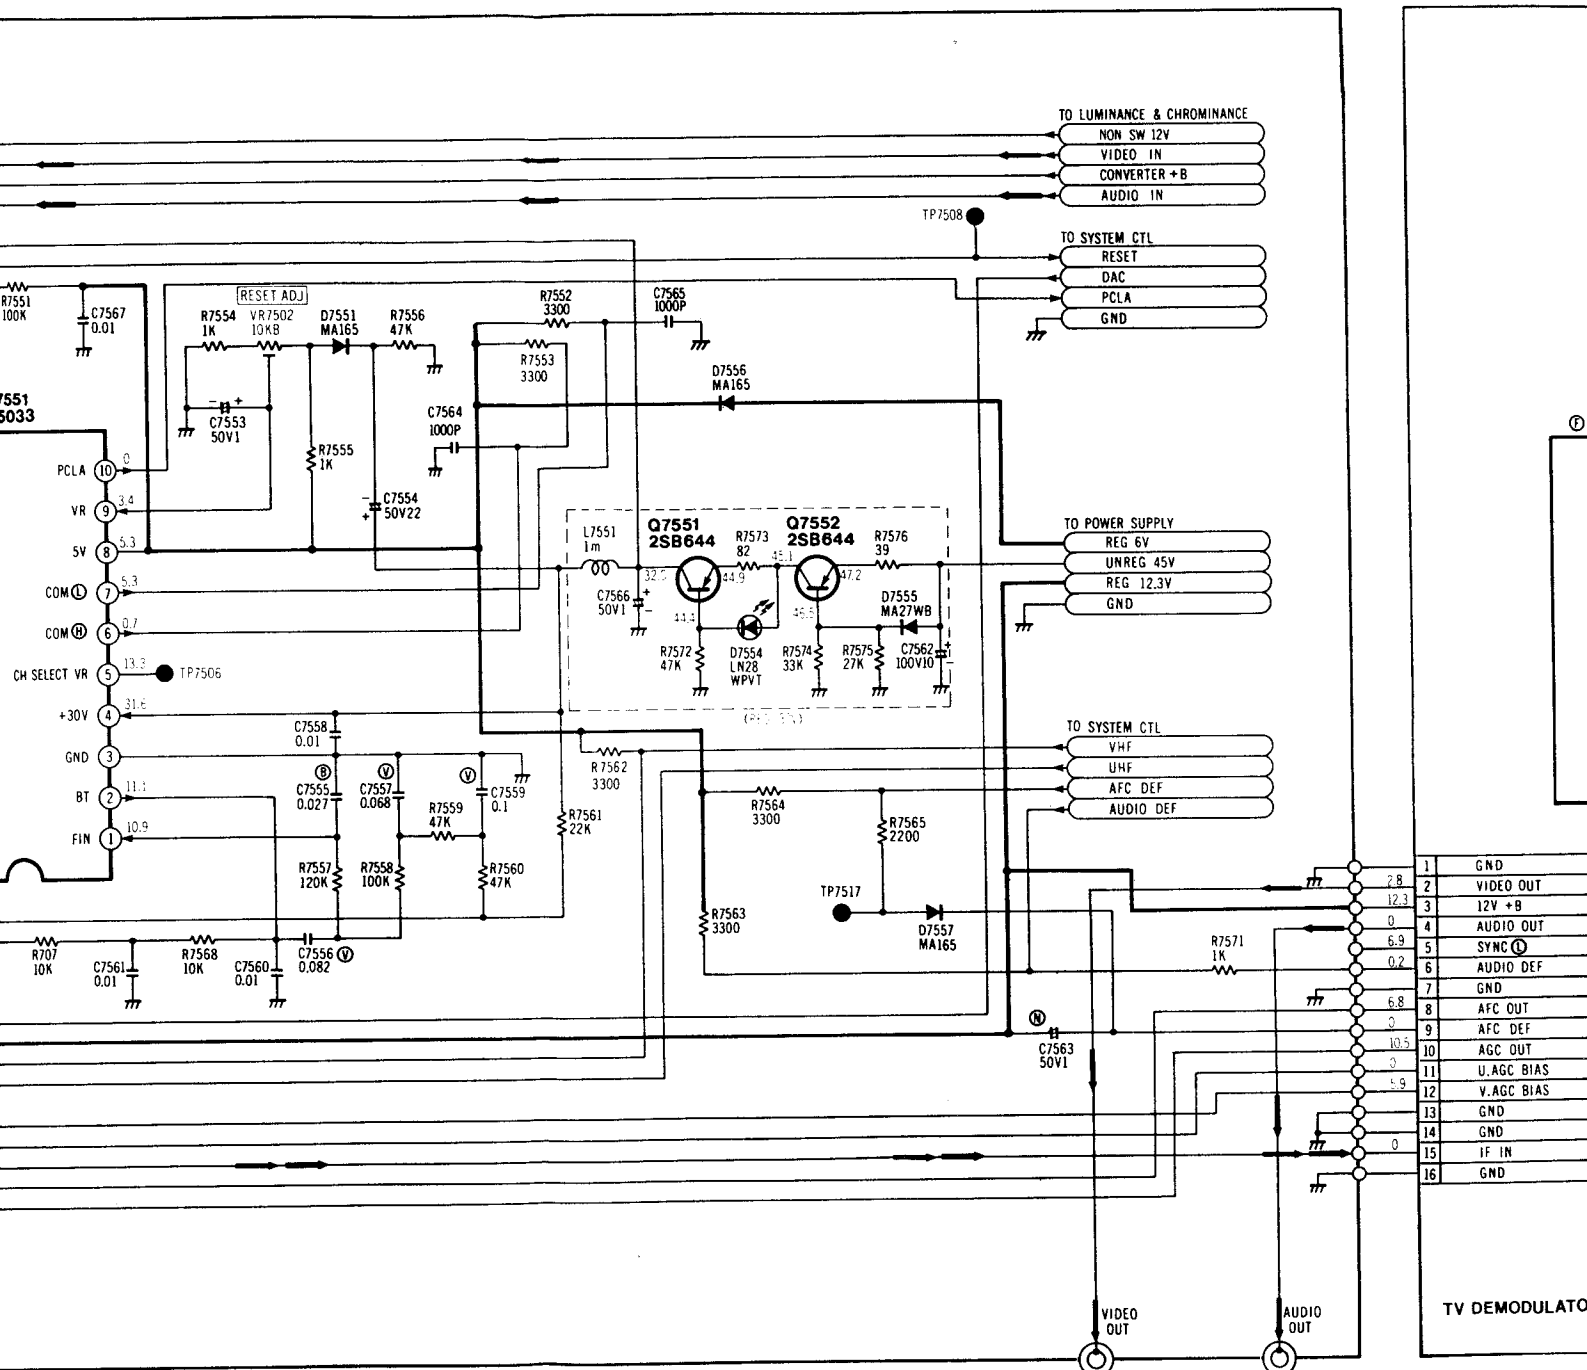 TO LUMINANCE & CHROMINANCE
NON SW 12V
VIDEO IN
CONVERTER +B
AUDIO IN
TP7508
TO SYSTEM CTL
RESET
DAC
PCLA
GND
R7551
100K
C7567
0.01
R7554
1K
RESET ADJ
VR7502
10KB
D7551
MA165
R7556
47K
R7552
3300
C7565
1000P
R7553
3300
D7556
MA165
C7553
50V1
C7564
1000P
R7555
1K
C7554
50V22
7551
5033
PCLA 10 0
VR 9 3.4
5V 8 5.3
COM L 7 5.3
COM H 6 0.7
CH SELECT VR 5 13.3
TP7506
+30V 4 31.6
GND 3
BT 2 11.1
FIN 1 10.9
L7551
1m
Q7551
2SB644
R7573
82
Q7552
2SB644
R7576
39
44.9
47.2
44.4
C7566
50V1
D7555
MA27WB
R7572
47K
D7554
LN28
WPVT
R7574
33K
R7575
27K
C7562
100V10
TO POWER SUPPLY
REG 6V
UNREG 45V
REG 12.3V
GND
TO SYSTEM CTL
VHF
UHF
AFC DEF
AUDIO DEF
C7558
0.01
B
C7555
0.027
V
C7557
0.068
V
C7559
0.1
R7559
47K
R7562
3300
R7561
22K
R7564
3300
R7565
2200
R7557
120K
R7558
100K
R7560
47K
TP7517
D7557
MA165
R7563
3300
R7571
1K
R707
10K
C7561
0.01
R7568
10K
C7560
0.01
C7556
0.082
V
N
C7563
50V1
F
1 GND
2.8 2 VIDEO OUT
12.3 3 12V +B
0 4 AUDIO OUT
6.9 5 SYNC L
0.2 6 AUDIO DEF
7 GND
6.8 8 AFC OUT
9 AFC DEF
10.5 10 AGC OUT
11 U.AGC BIAS
12 V.AGC BIAS
13 GND
14 GND
0 15 IF IN
16 GND
VIDEO
OUT
AUDIO
OUT
TV DEMODULATO